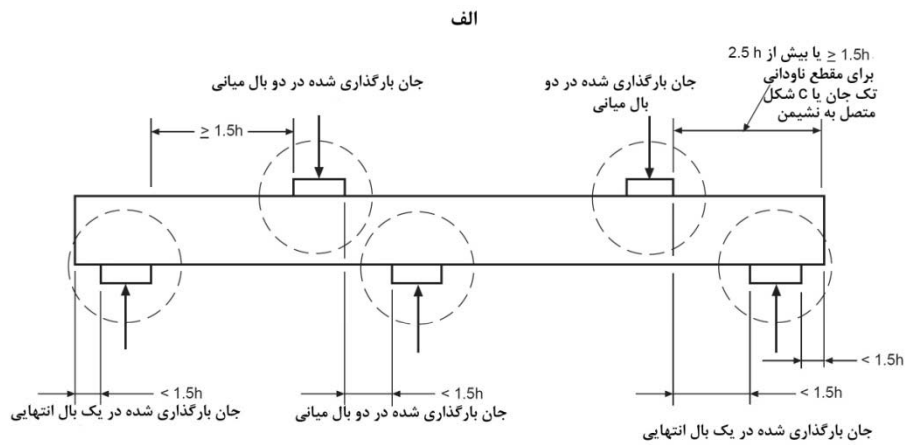 الف
≥ 1.5h یا بیش از 2.5 h
برای مقطع ناودانی
تک جان یا C شکل
متصل به نشیمن
جان بارگذاری شده در دو بال میانی
جان بارگذاری شده در دو
بال میانی
≥ 1.5h
< 1.5h
< 1.5h
< 1.5h
< 1.5h
جان بارگذاری شده در یک بال انتهایی
جان بارگذاری شده در دو بال میانی
جان بارگذاری شده در یک بال انتهایی